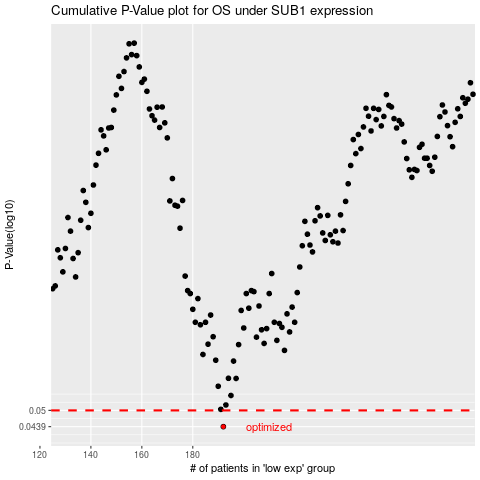 Cumulative P-Value plot for OS under SUB1 expression
P-Value(log10)
0.05
0.0439
optimized
120 140 160 180
# of patients in 'low exp' group